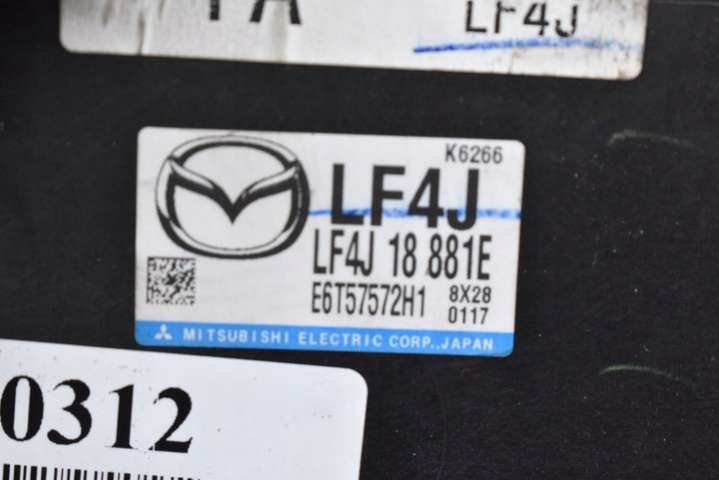 LF4J
K6266
LF4J
LF4J 18 881E
E6T57572H1 8X28
0117
MITSUBISHI ELECTRIC CORP., JAPAN
0312